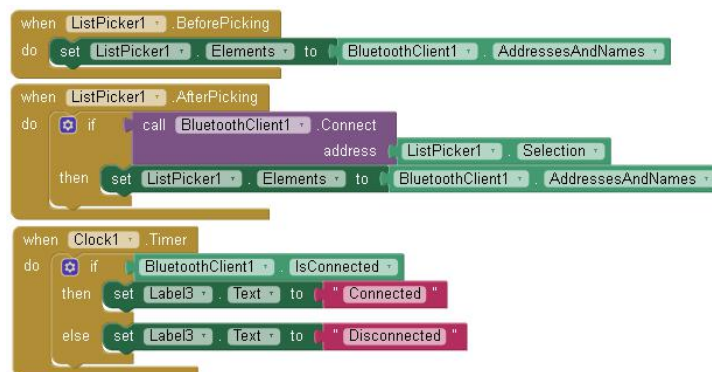 when ListPicker1 .BeforePicking
do set ListPicker1 . Elements to BluetoothClient1 . AddressesAndNames
when ListPicker1 .AfterPicking
do if call BluetoothClient1 .Connect
address ListPicker1 . Selection
then set ListPicker1 . Elements to BluetoothClient1 . AddressesAndNames
when Clock1 .Timer
do if BluetoothClient1 . IsConnected
then set Label3 . Text to " Connected "
else set Label3 . Text to " Disconnected "